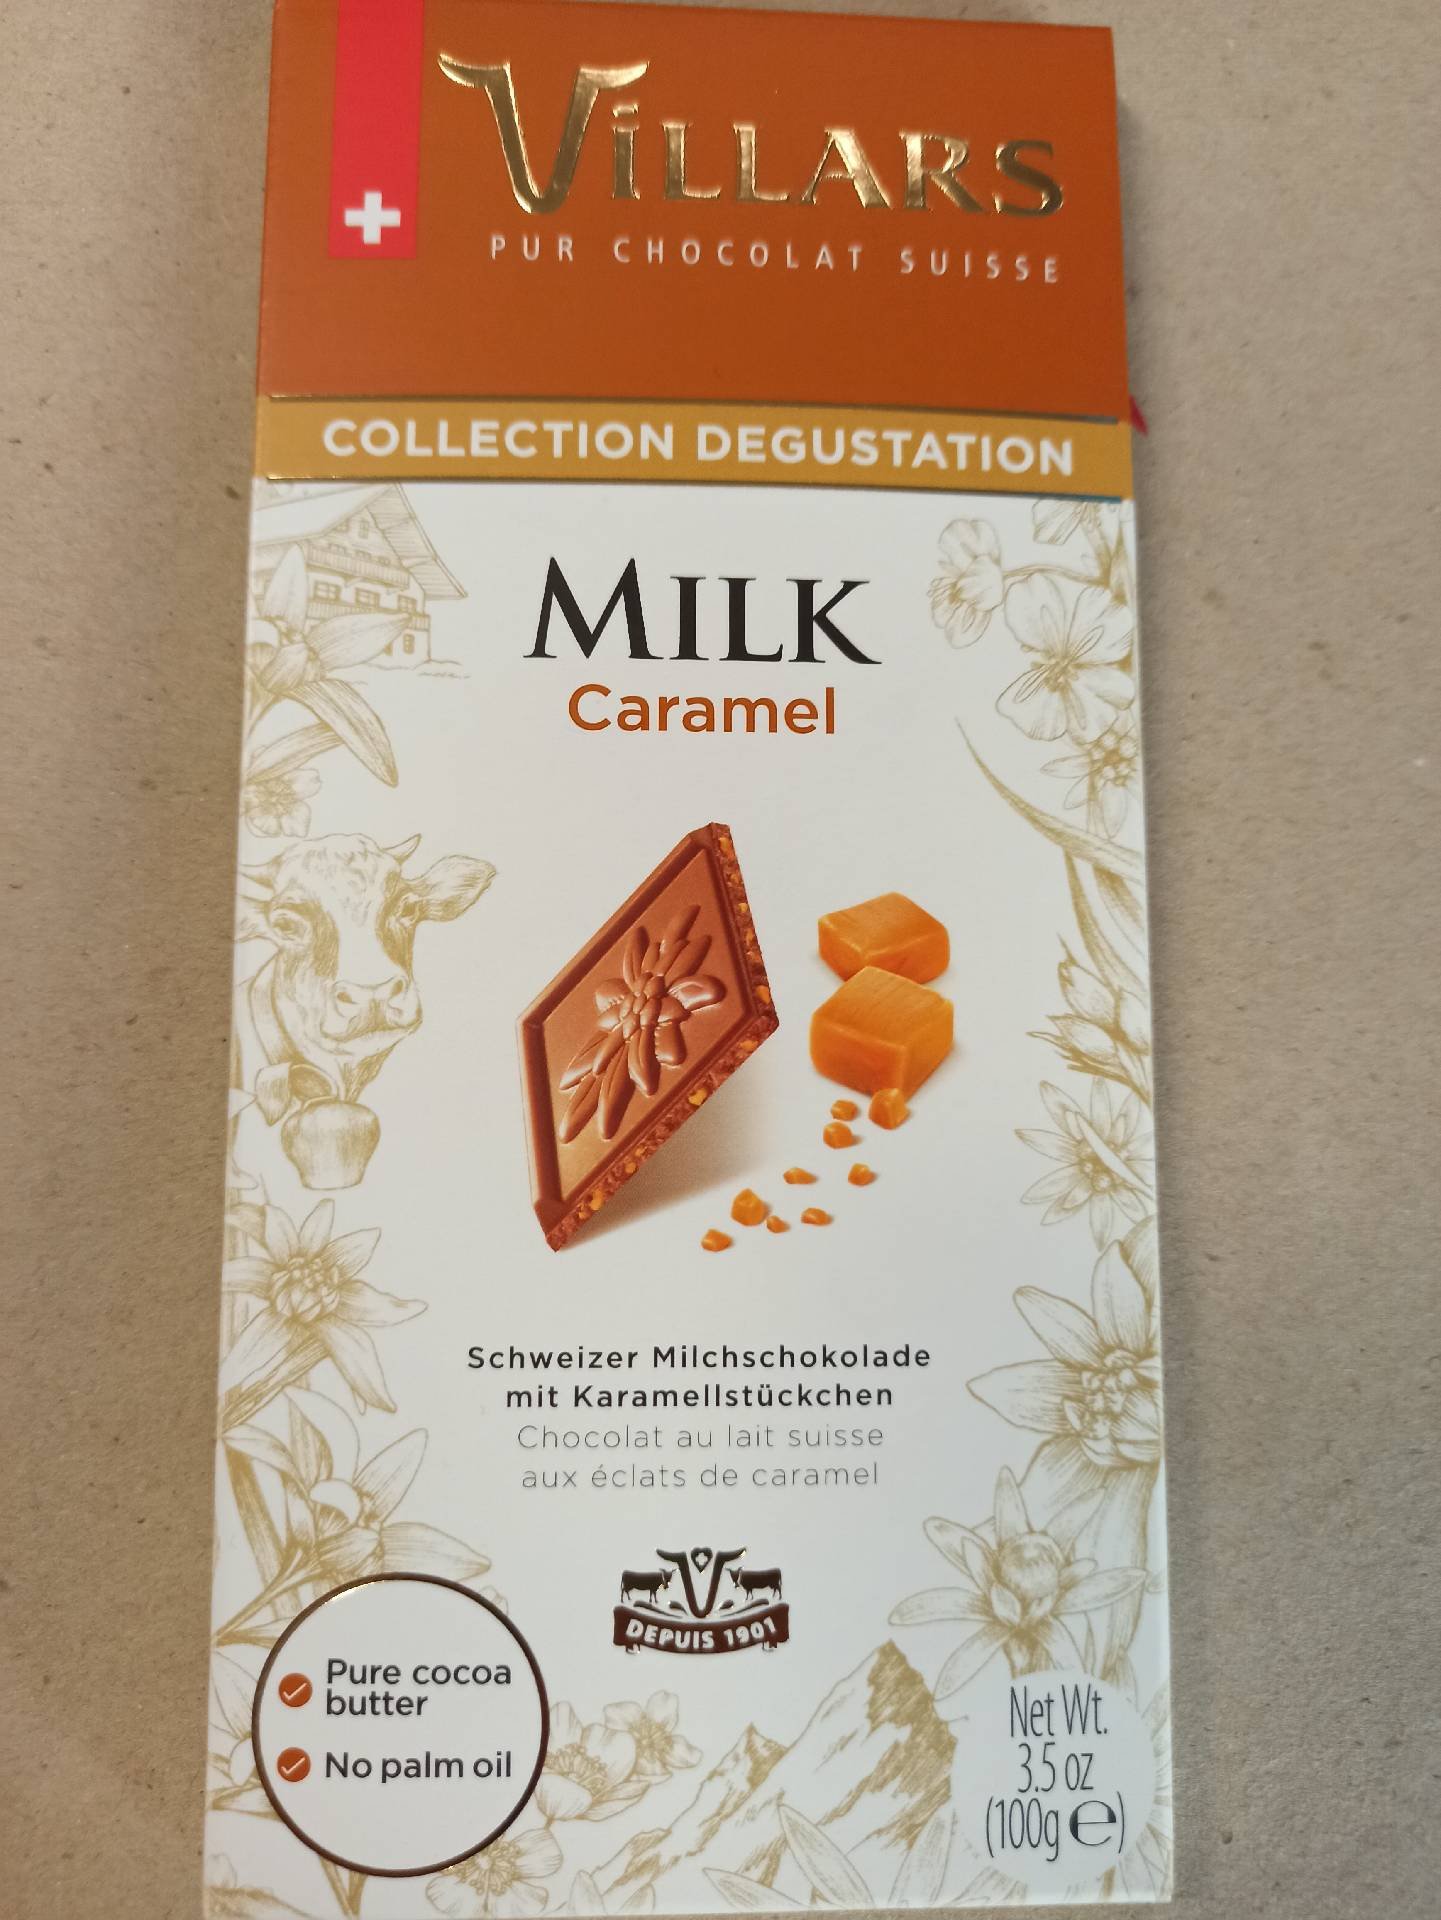 VILLARS
PUR CHOCOLAT SUISSE
COLLECTION DEGUSTATION
MILK
Caramel
Schweizer Milchschokolade
mit Karamellstückchen
Chocolat au lait suisse
aux éclats de caramel
DEPUIS 1901
Pure cocoa
butter
No palm oil
Net Wt.
3.5 oz
(100g ℮)